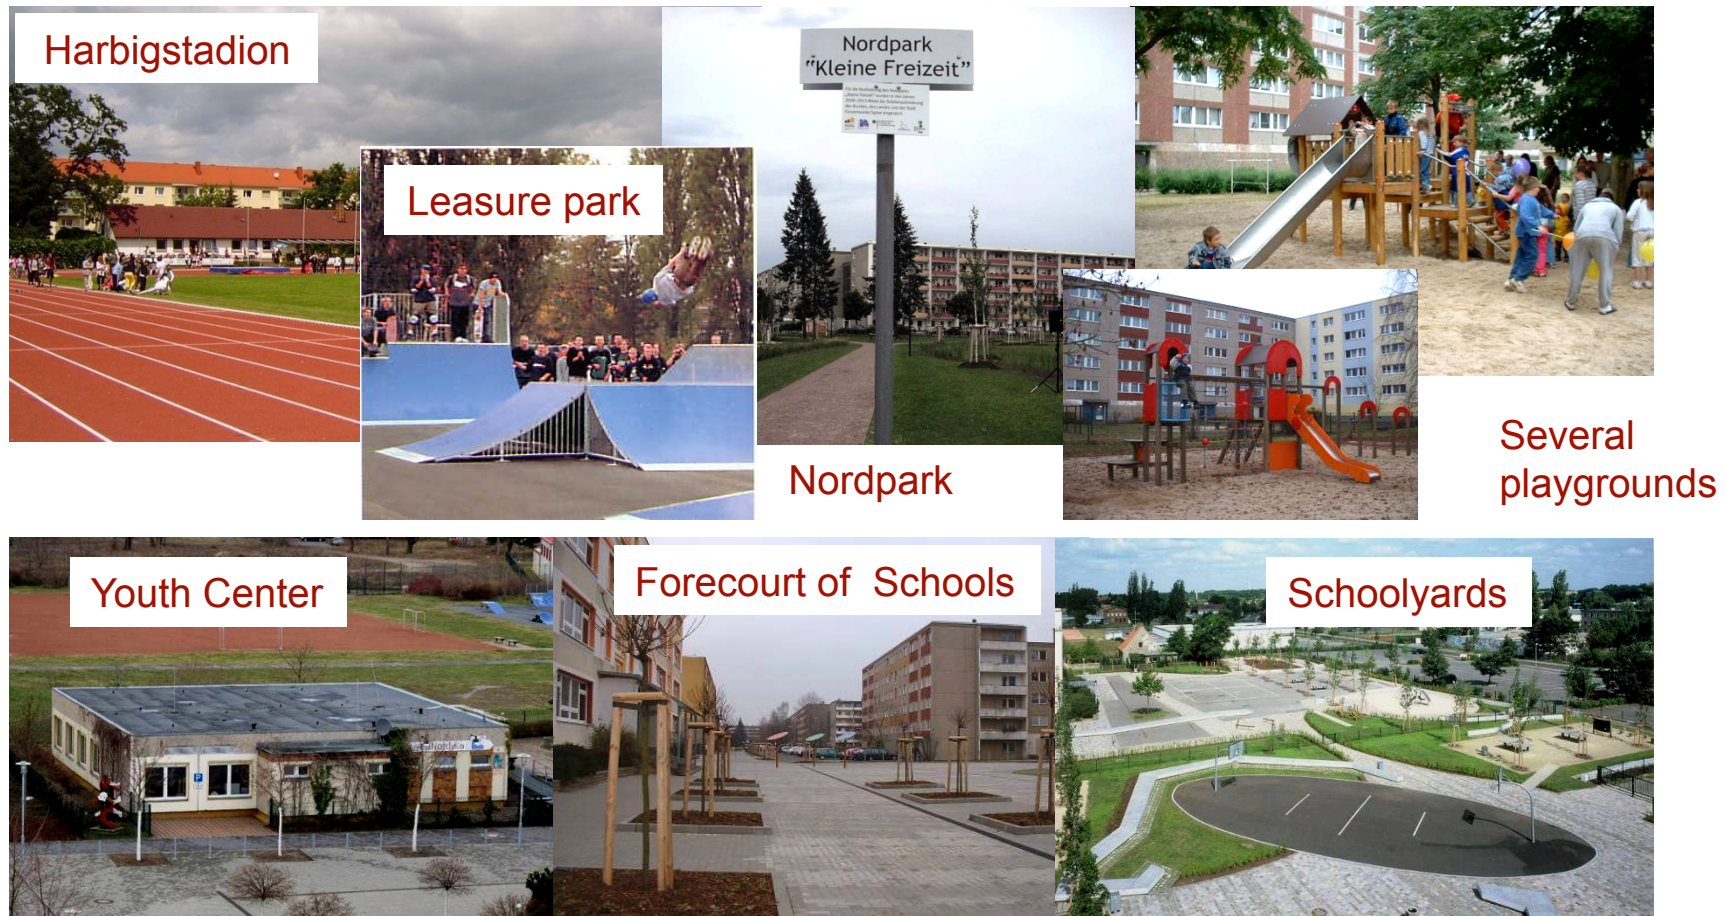 Harbigstadion
Leasure park
Nordpark
"Kleine Freizeit"
Nordpark
Several
playgrounds
Youth Center
Forecourt of Schools
Schoolyards
P